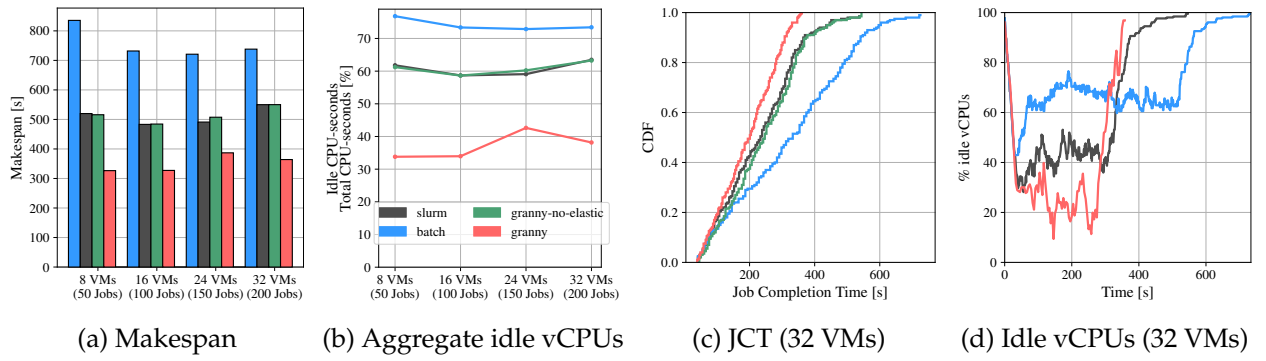 Makespan [s]
800
700
600
500
400
300
200
100
0
8 VMs
(50 Jobs)
16 VMs
(100 Jobs)
24 VMs
(150 Jobs)
32 VMs
(200 Jobs)
(a) Makespan
Idle CPU-seconds
Total CPU-seconds [%]
70
60
50
40
30
20
10
0
slurm
batch
granny-no-elastic
granny
8 VMs
(50 Jobs)
16 VMs
(100 Jobs)
24 VMs
(150 Jobs)
32 VMs
(200 Jobs)
(b) Aggregate idle vCPUs
CDF
1.0
0.8
0.6
0.4
0.2
0.0
200
400
600
Job Completion Time [s]
(c) JCT (32 VMs)
% idle vCPUs
100
80
60
40
20
0
0
200
400
600
Time [s]
(d) Idle vCPUs (32 VMs)